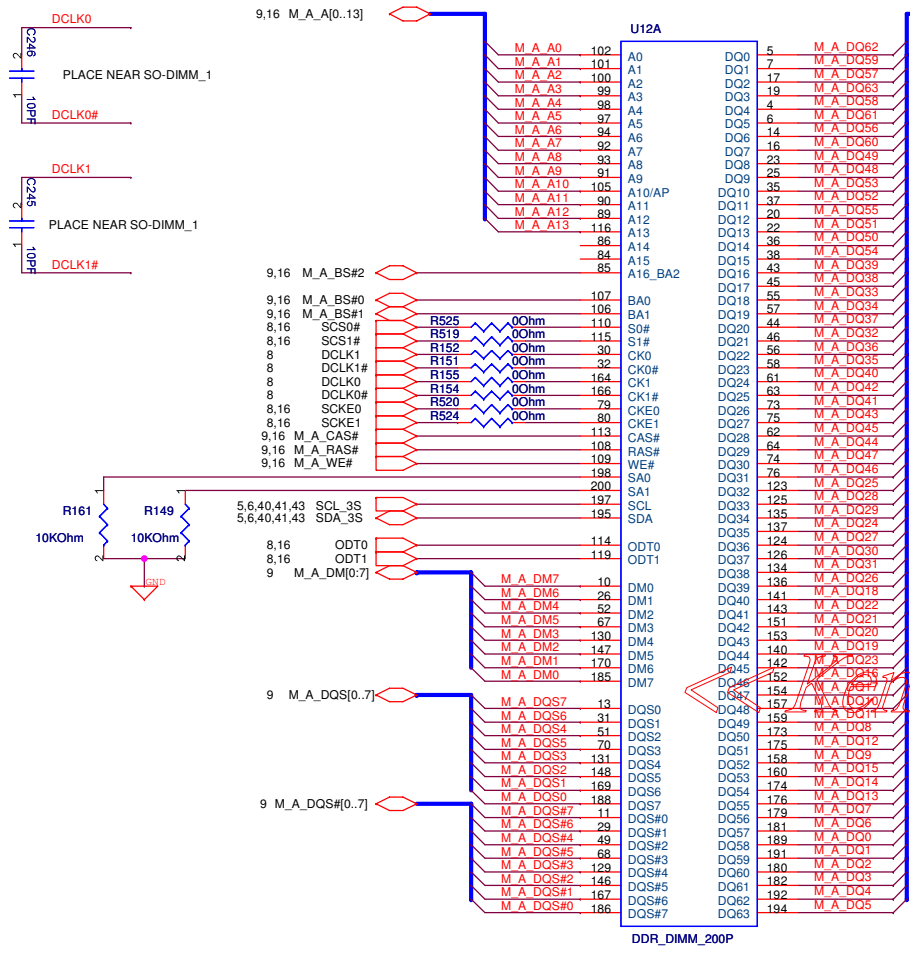 DCLK0
C246
2
1
10PF
PLACE NEAR SO-DIMM_1
DCLK0#
DCLK1
C245
2
1
10PF
PLACE NEAR SO-DIMM_1
DCLK1#
9,16 M_A_A[0..13]
U12A
M_A_A0 102 A0
M_A_A1 101 A1
M_A_A2 100 A2
M_A_A3 99 A3
M_A_A4 98 A4
M_A_A5 97 A5
M_A_A6 94 A6
M_A_A7 92 A7
M_A_A8 93 A8
M_A_A9 91 A9
M_A_A10 105 A10/AP
M_A_A11 90 A11
M_A_A12 89 A12
M_A_A13 116 A13
86 A14
84 A15
9,16 M_A_BS#2 85 A16_BA2
9,16 M_A_BS#0 107 BA0
9,16 M_A_BS#1 106 BA1
8,16 SCS0# R525 0Ohm 110 S0#
8,16 SCS1# R519 0Ohm 115 S1#
8 DCLK1 R152 0Ohm 30 CK0
8 DCLK1# R151 0Ohm 32 CK0#
8 DCLK0 R155 0Ohm 164 CK1
8 DCLK0# R154 0Ohm 166 CK1#
8,16 SCKE0 R520 0Ohm 79 CKE0
8,16 SCKE1 R524 0Ohm 80 CKE1
9,16 M_A_CAS# 113 CAS#
9,16 M_A_RAS# 108 RAS#
9,16 M_A_WE# 109 WE#
198 SA0
200 SA1
5,6,40,41,43 SCL_3S 197 SCL
5,6,40,41,43 SDA_3S 195 SDA
1
R161
10KOhm
2
1
R149
10KOhm
2
GND
8,16 ODT0 114 ODT0
8,16 ODT1 119 ODT1
9 M_A_DM[0:7]
M_A_DM7 10 DM0
M_A_DM6 26 DM1
M_A_DM4 52 DM2
M_A_DM5 67 DM3
M_A_DM3 130 DM4
M_A_DM2 147 DM5
M_A_DM1 170 DM6
M_A_DM0 185 DM7
9 M_A_DQS[0..7]
M_A_DQS7 13 DQS0
M_A_DQS6 31 DQS1
M_A_DQS4 51 DQS2
M_A_DQS5 70 DQS3
M_A_DQS3 131 DQS4
M_A_DQS2 148 DQS5
M_A_DQS1 169 DQS6
M_A_DQS0 188 DQS7
9 M_A_DQS#[0..7]
M_A_DQS#7 11 DQS#0
M_A_DQS#6 29 DQS#1
M_A_DQS#4 49 DQS#2
M_A_DQS#5 68 DQS#3
M_A_DQS#3 129 DQS#4
M_A_DQS#2 146 DQS#5
M_A_DQS#1 167 DQS#6
M_A_DQS#0 186 DQS#7
DQ0 5 M_A_DQ62
DQ1 7 M_A_DQ59
DQ2 17 M_A_DQ57
DQ3 19 M_A_DQ63
DQ4 4 M_A_DQ58
DQ5 6 M_A_DQ61
DQ6 14 M_A_DQ56
DQ7 16 M_A_DQ60
DQ8 23 M_A_DQ49
DQ9 25 M_A_DQ48
DQ10 35 M_A_DQ53
DQ11 37 M_A_DQ52
DQ12 20 M_A_DQ55
DQ13 22 M_A_DQ51
DQ14 36 M_A_DQ50
DQ15 38 M_A_DQ54
DQ16 43 M_A_DQ39
DQ17 45 M_A_DQ38
DQ18 55 M_A_DQ33
DQ19 57 M_A_DQ34
DQ20 44 M_A_DQ37
DQ21 46 M_A_DQ32
DQ22 56 M_A_DQ36
DQ23 58 M_A_DQ35
DQ24 61 M_A_DQ40
DQ25 63 M_A_DQ42
DQ26 73 M_A_DQ41
DQ27 75 M_A_DQ43
DQ28 62 M_A_DQ45
DQ29 64 M_A_DQ44
DQ30 74 M_A_DQ47
DQ31 76 M_A_DQ46
DQ32 123 M_A_DQ25
DQ33 125 M_A_DQ28
DQ34 135 M_A_DQ29
DQ35 137 M_A_DQ24
DQ36 124 M_A_DQ27
DQ37 126 M_A_DQ30
DQ38 134 M_A_DQ31
DQ39 136 M_A_DQ26
DQ40 141 M_A_DQ18
DQ41 143 M_A_DQ22
DQ42 151 M_A_DQ21
DQ43 153 M_A_DQ20
DQ44 140 M_A_DQ19
DQ45 142 M_A_DQ23
DQ46 152 M_A_DQ16
DQ47 154 M_A_DQ17
DQ48 157 M_A_DQ10
DQ49 159 M_A_DQ11
DQ50 173 M_A_DQ8
DQ51 175 M_A_DQ12
DQ52 158 M_A_DQ9
DQ53 160 M_A_DQ15
DQ54 174 M_A_DQ14
DQ55 176 M_A_DQ13
DQ56 179 M_A_DQ7
DQ57 181 M_A_DQ6
DQ58 189 M_A_DQ0
DQ59 191 M_A_DQ1
DQ60 180 M_A_DQ2
DQ61 182 M_A_DQ3
DQ62 192 M_A_DQ4
DQ63 194 M_A_DQ5
DDR_DIMM_200P